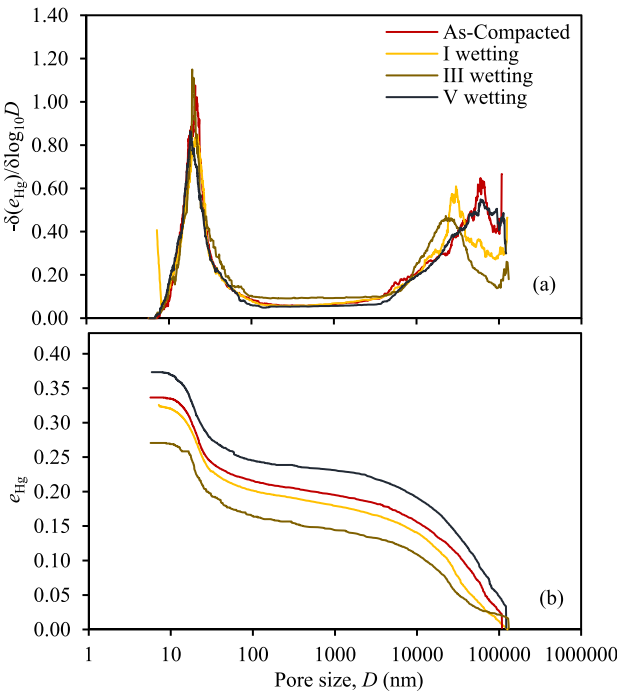 1.40
1.20
1.00
0.80
0.60
0.40
0.20
0.00
-δ(e_Hg)/δlog₁₀D
As-Compacted
I wetting
III wetting
V wetting
(a)
0.40
0.35
0.30
0.25
0.20
0.15
0.10
0.05
0.00
e_Hg
(b)
1 10 100 1000 10000 100000 1000000
Pore size, D (nm)